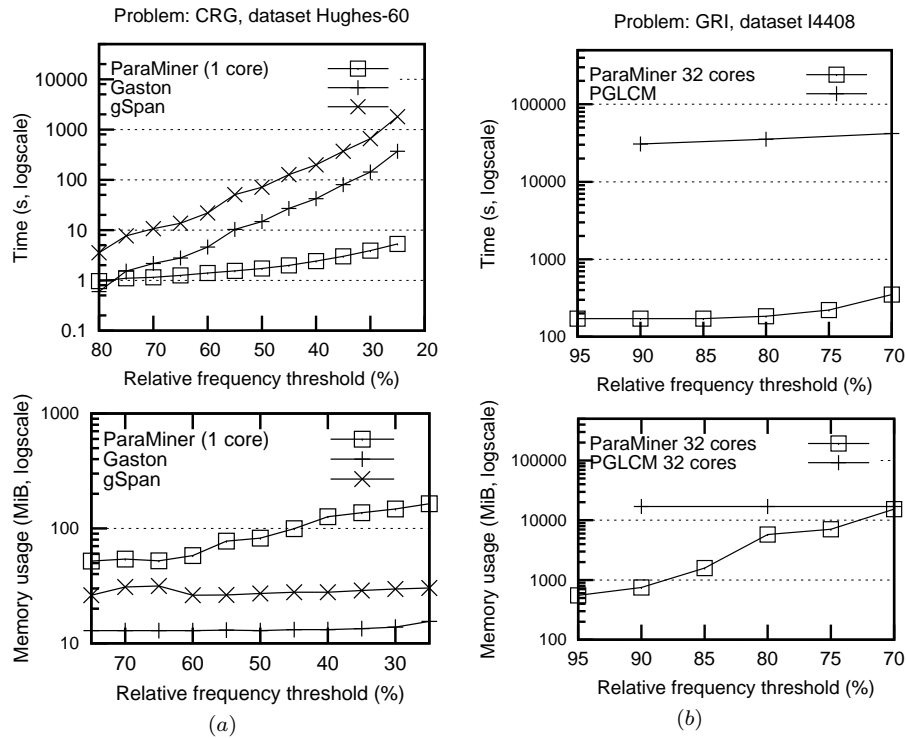 Problem: CRG, dataset Hughes-60
ParaMiner (1 core)
Gaston
gSpan
Time (s, logscale)
10000
1000
100
10
1
0.1
80 70 60 50 40 30 20
Relative frequency threshold (%)
ParaMiner (1 core)
Gaston
gSpan
Memory usage (MiB, logscale)
1000
100
10
70 60 50 40 30
Relative frequency threshold (%)
(a)
Problem: GRI, dataset I4408
ParaMiner 32 cores
PGLCM
Time (s, logscale)
100000
10000
1000
100
95 90 85 80 75 70
Relative frequency threshold (%)
ParaMiner 32 cores
PGLCM 32 cores
Memory usage (MiB, logscale)
100000
10000
1000
100
95 90 85 80 75 70
Relative frequency threshold (%)
(b)